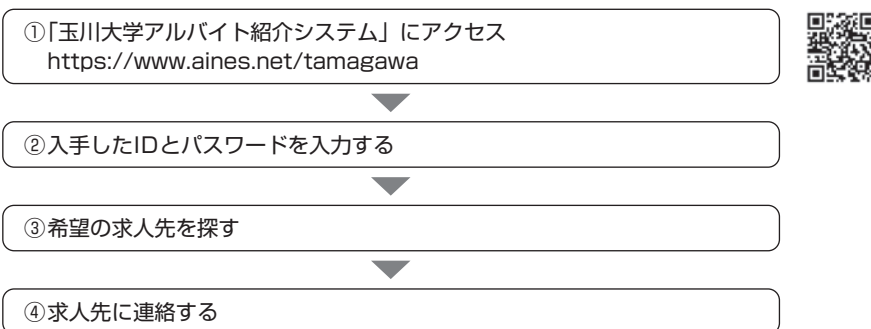 ①「玉川大学アルバイト紹介システム」にアクセス
https://www.aines.net/tamagawa
②入手したIDとパスワードを入力する
③希望の求人先を探す
④求人先に連絡する